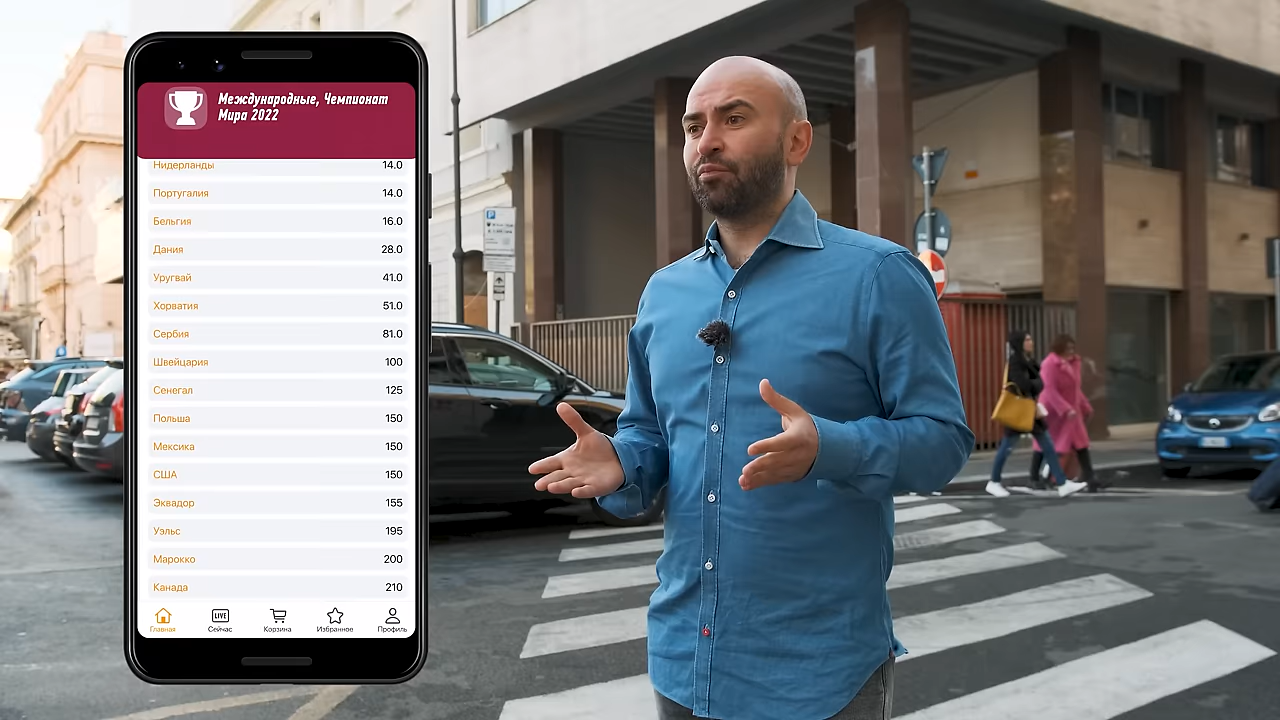 Международные, Чемпионат
Мира 2022
Нидерланды 14.0
Португалия 14.0
Бельгия 16.0
Дания 28.0
Уругвай 41.0
Хорватия 51.0
Сербия 81.0
Швейцария 100
Сенегал 125
Польша 150
Мексика 150
США 150
Эквадор 155
Уэльс 195
Марокко 200
Канада 210
LIVE
Главная Сейчас Корзина Избранное Профиль
P